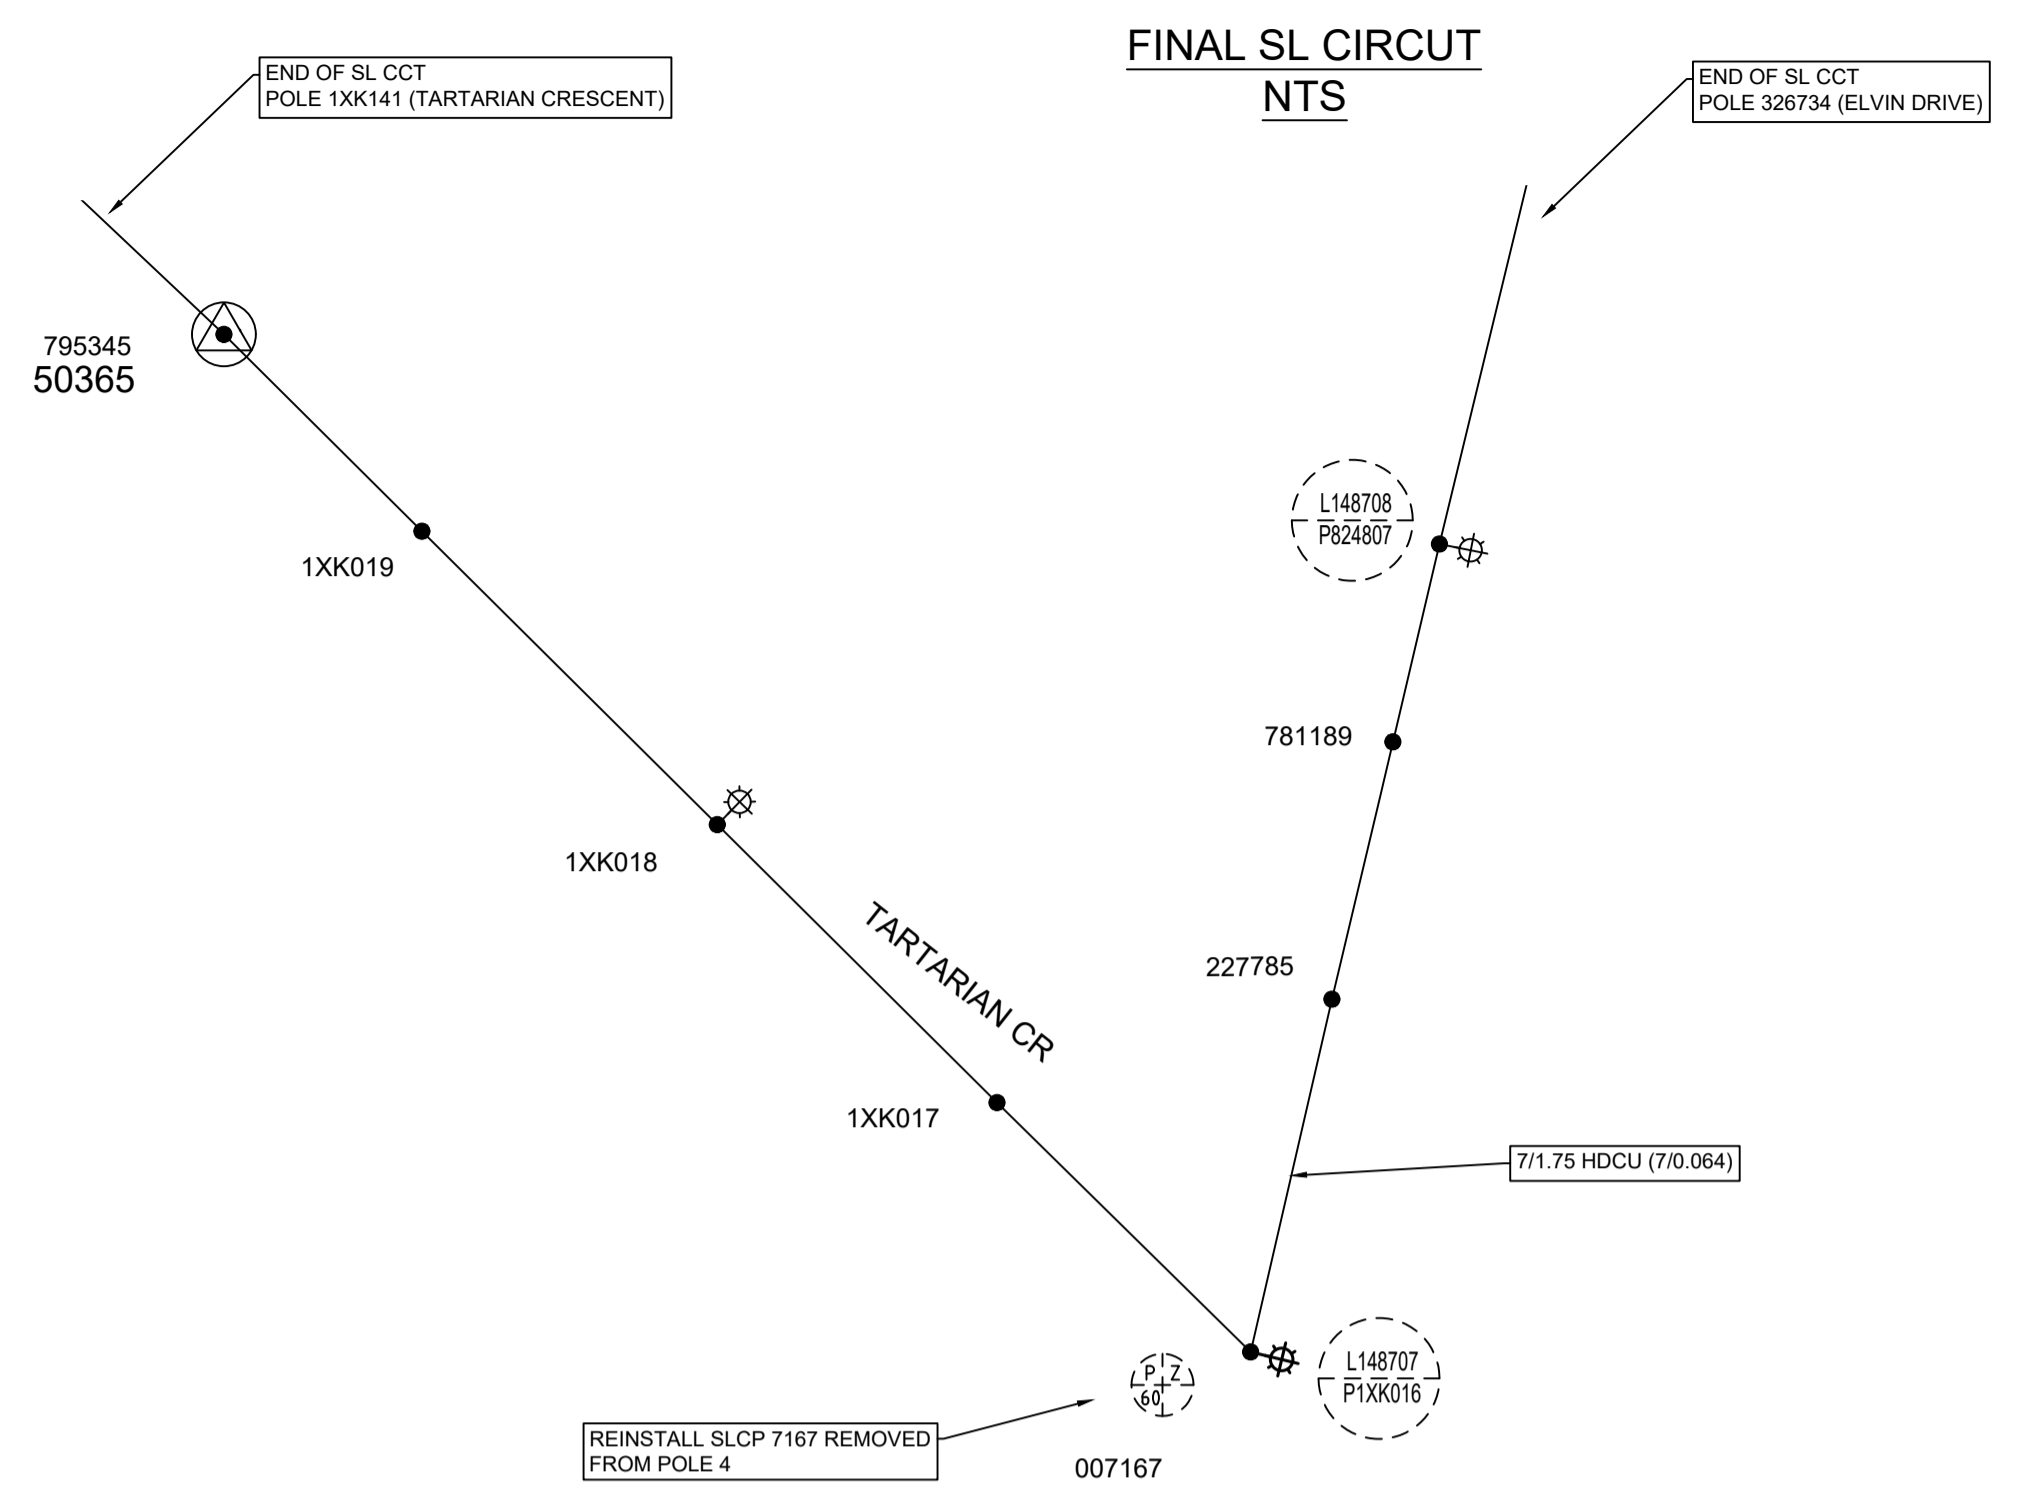 FINAL SL CIRCUT
NTS
END OF SL CCT
POLE 1XK141 (TARTARIAN CRESCENT)
END OF SL CCT
POLE 326734 (ELVIN DRIVE)
795345
50365
1XK019
L148708
P824807
781189
1XK018
TARTARIAN CR
227785
1XK017
7/1.75 HDCU (7/0.064)
P Z
60
L148707
P1XK016
REINSTALL SLCP 7167 REMOVED
FROM POLE 4
007167